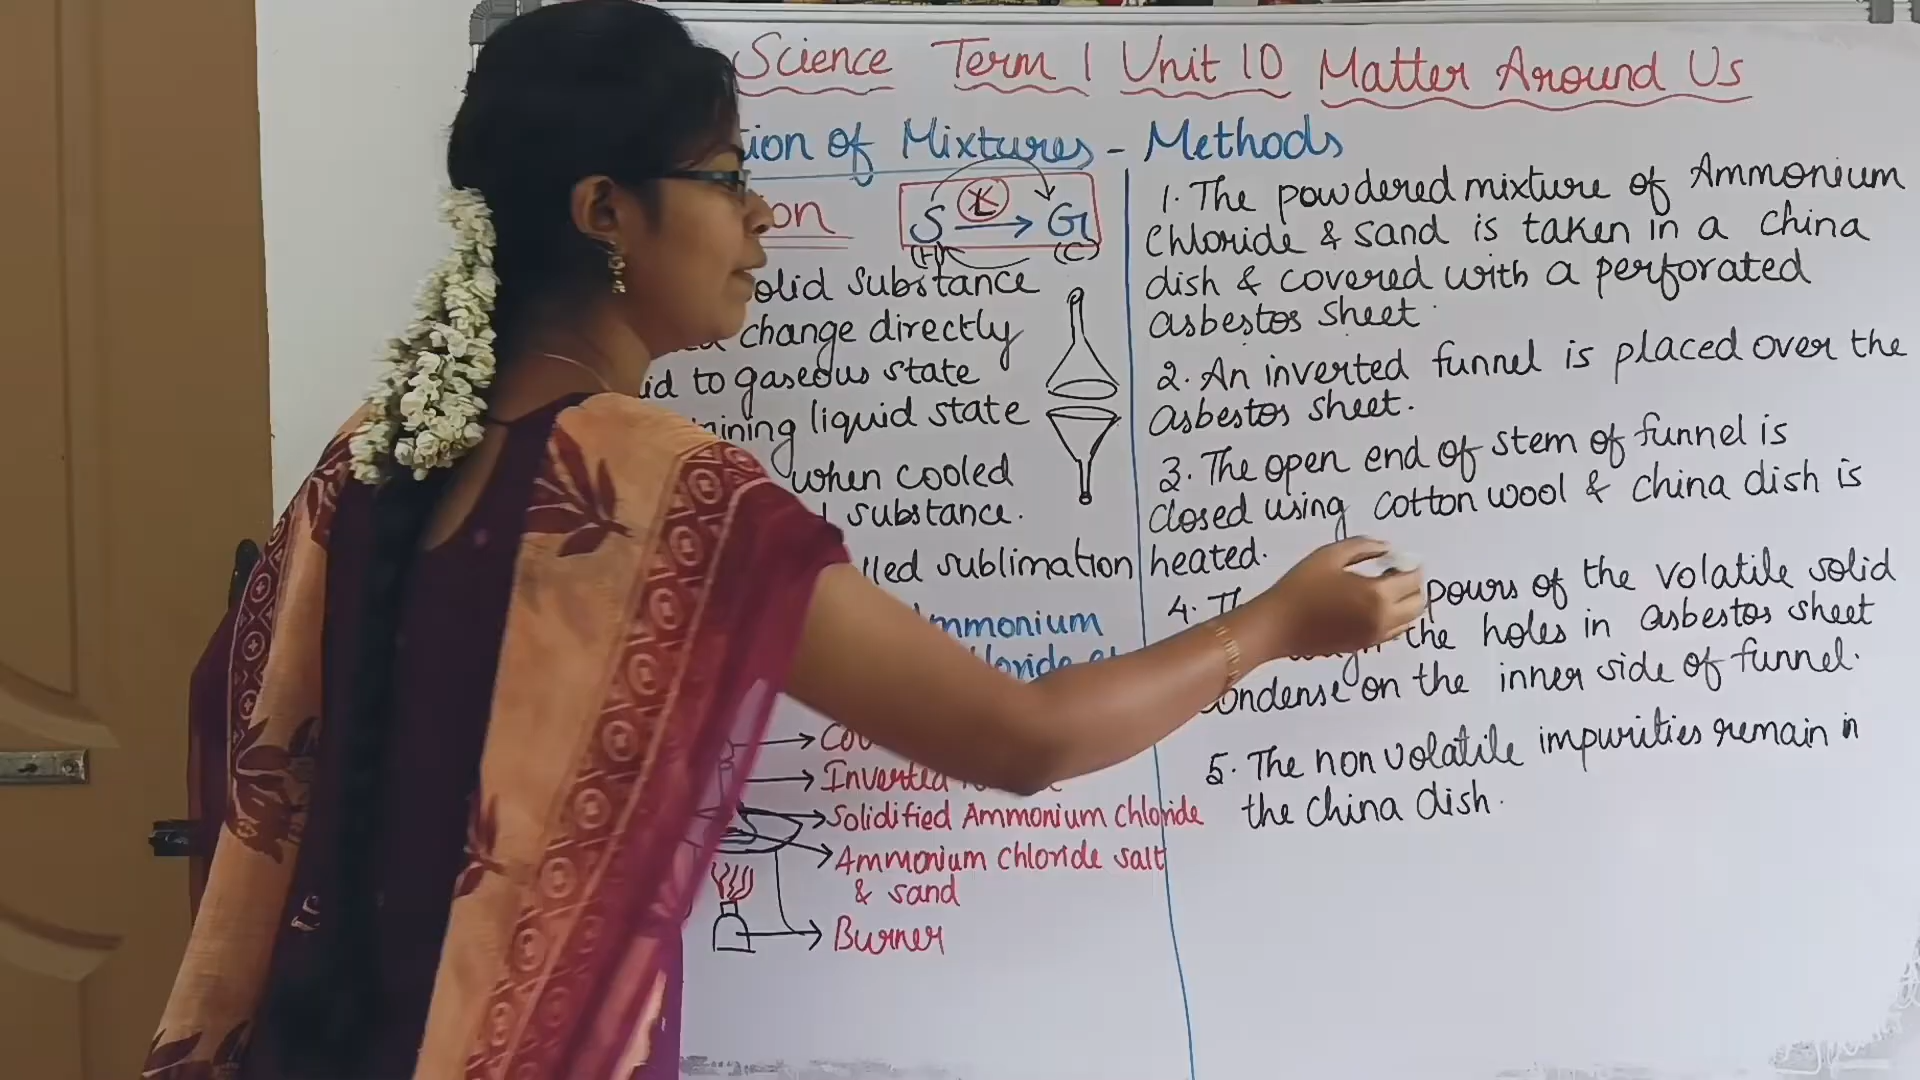 Science Term 1 Unit 10 Matter Around Us
of Mixtures - Methods
S L G
(H) (C)
substance
change directly
to gaseous state
liquid state
when cooled
substance.
sublimation
Ammonium Chloride salt
& sand
Solidified Ammonium Chloride
Burner
1. The powdered mixture of Ammonium
Chloride & sand is taken in a china
dish & covered with a perforated
asbestos sheet.
2. An inverted funnel is placed over the
asbestos sheet.
3. The open end of stem of funnel is
closed using cotton wool & china dish is
heated.
4. of the volatile solid
the holes in asbestos sheet
condense on the inner side of funnel.
5. The non volatile impurities remain in
the china dish.